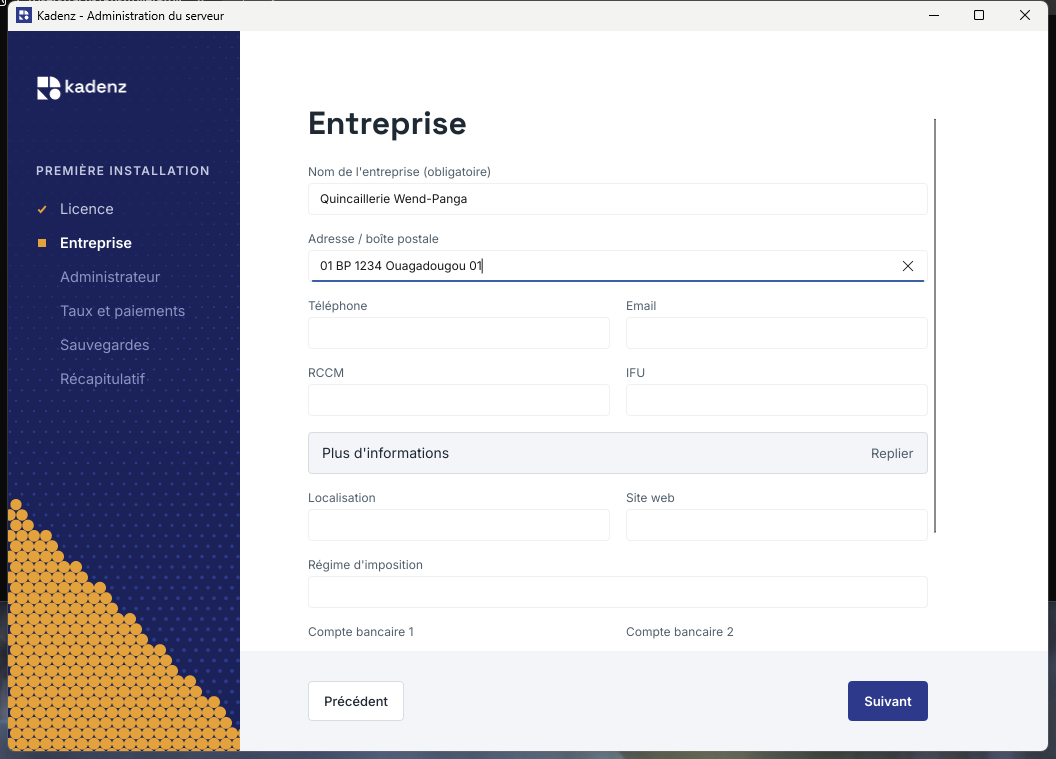 Kadenz - Administration du serveur
kadenz
PREMIÈRE INSTALLATION
Licence
Entreprise
Administrateur
Taux et paiements
Sauvegardes
Récapitulatif
Entreprise
Nom de l'entreprise (obligatoire)
Quincaillerie Wend-Panga
Adresse / boîte postale
01 BP 1234 Ouagadougou 01
Téléphone
Email
RCCM
IFU
Plus d'informations
Replier
Localisation
Site web
Régime d'imposition
Compte bancaire 1
Compte bancaire 2
Précédent
Suivant